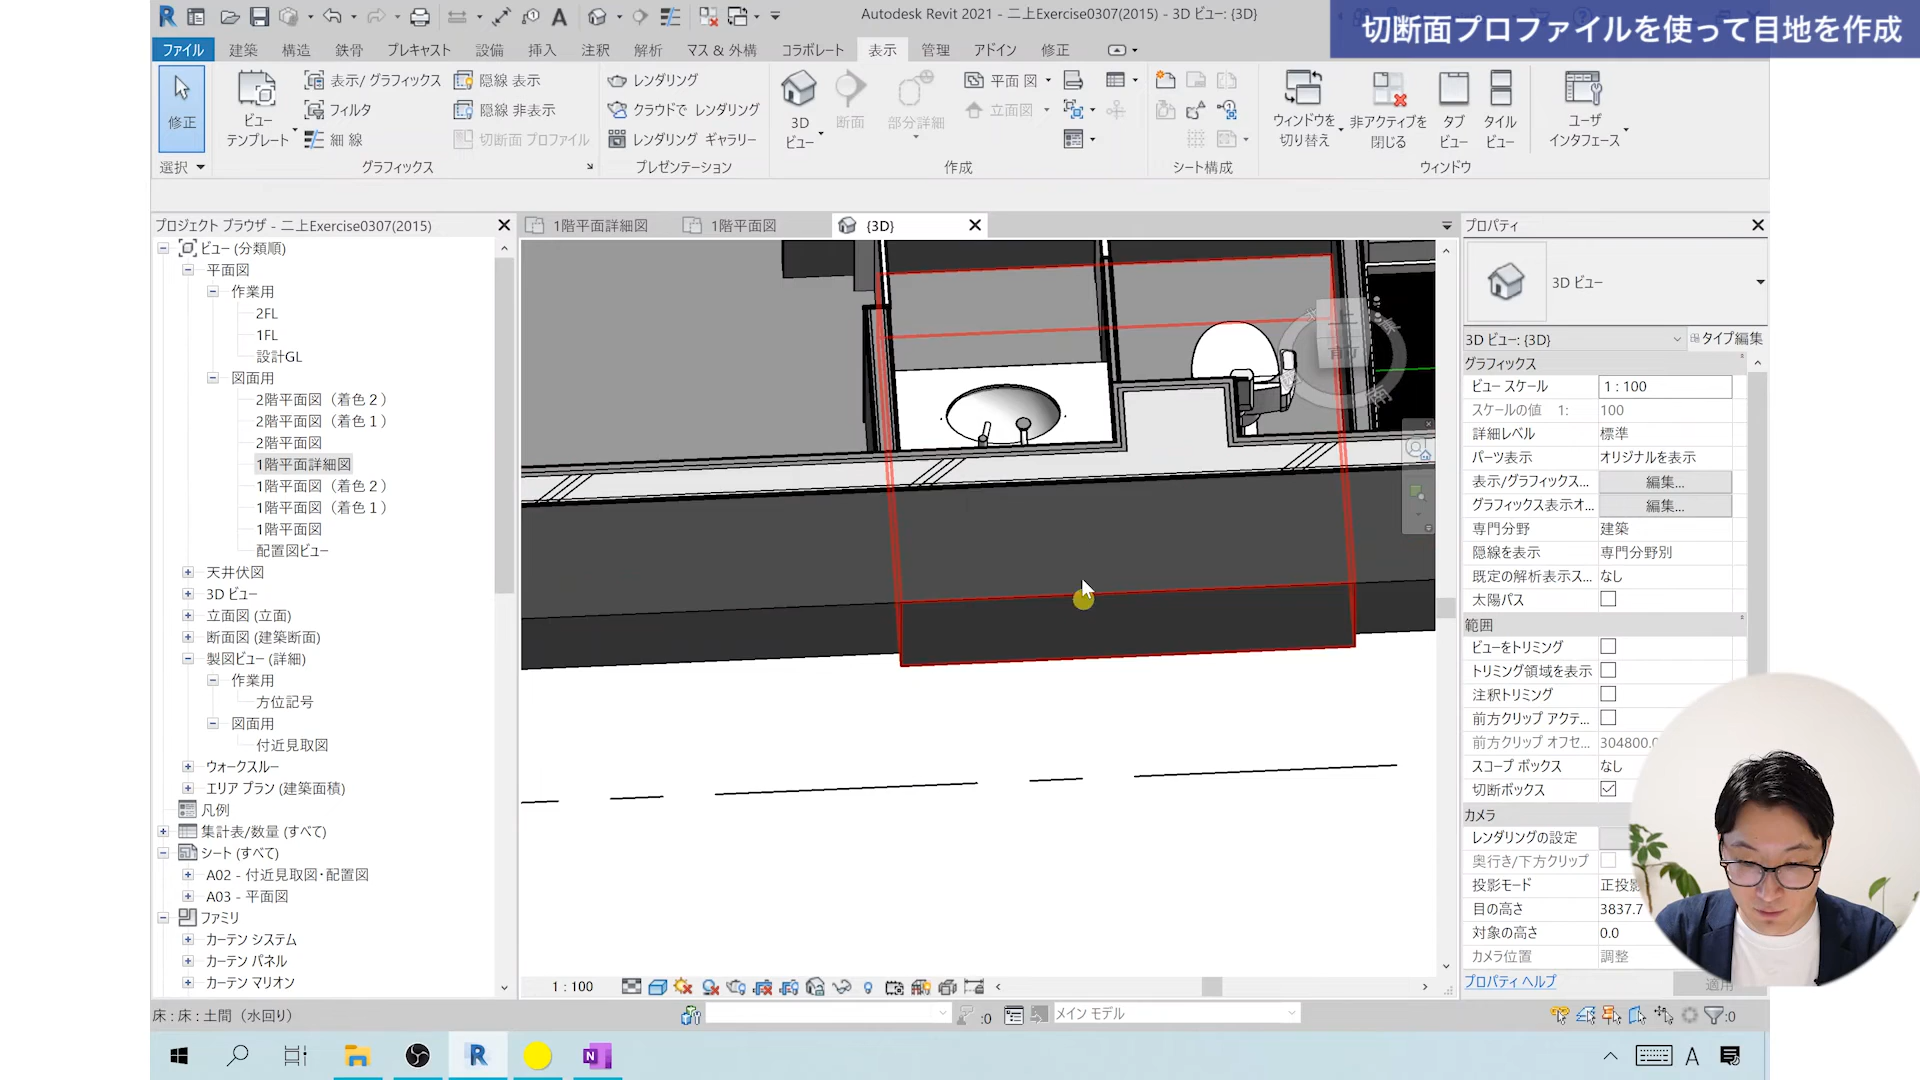 Autodesk Revit 2021 - 二上Exercise0307(2015) - 3D ビュー: {3D}
切断面プロファイルを使って目地を作成
ファイル 建築 構造 鉄骨 プレキャスト 設備 挿入 注釈 解析 マス & 外構 コラボレート 表示 管理 アドイン 修正
修正
選択
ビュー
テンプレート
表示/ グラフィックス
フィルタ
細 線
隠線 表示
隠線 非表示
切断面 プロファイル
グラフィックス
レンダリング
クラウドで レンダリング
レンダリング ギャラリー
プレゼンテーション
3D
ビュー
断面
部分詳細
平面 図
立面図
作成
シート構成
ウィンドウを
切り替え
非アクティブを
閉じる
タブ
ビュー
タイル
ビュー
ウィンドウ
ユーザ
インタフェース
プロジェクト ブラウザ - 二上Exercise0307(2015)
ビュー (分類順)
平面図
作業用
2FL
1FL
設計GL
図面用
2階平面図（着色２）
2階平面図（着色１）
2階平面図
1階平面詳細図
1階平面図（着色２）
1階平面図（着色１）
1階平面図
配置図ビュー
天井伏図
3D ビュー
立面図 (立面)
断面図 (建築断面)
製図ビュー (詳細)
作業用
方位記号
図面用
付近見取図
ウォークスルー
エリア プラン (建築面積)
凡例
集計表/数量 (すべて)
シート (すべて)
A02 - 付近見取図・配置図
A03 - 平面図
ファミリ
カーテン システム
カーテン パネル
カーテン マリオン
1階平面詳細図 1階平面図 {3D}
上
前
南
東
プロパティ
3D ビュー
3D ビュー: {3D} タイプ編集
グラフィックス
ビュー スケール 1 : 100
スケールの値 1: 100
詳細レベル 標準
パーツ表示 オリジナルを表示
表示/グラフィックス... 編集...
グラフィックス表示オ... 編集...
専門分野 建築
隠線を表示 専門分野別
既定の解析表示ス... なし
太陽パス
範囲
ビューをトリミング
トリミング領域を表示
注釈トリミング
前方クリップ アクテ...
前方クリップ オフセ... 304800.0
スコープ ボックス なし
切断ボックス
カメラ
レンダリングの設定
奥行き/下方クリップ
投影モード 正投影
目の高さ 3837.7
対象の高さ 0.0
カメラ位置 調整
プロパティ ヘルプ 適用
1 : 100
床 : 床 : 土間（水回り）
:0
メイン モデル
:0
A